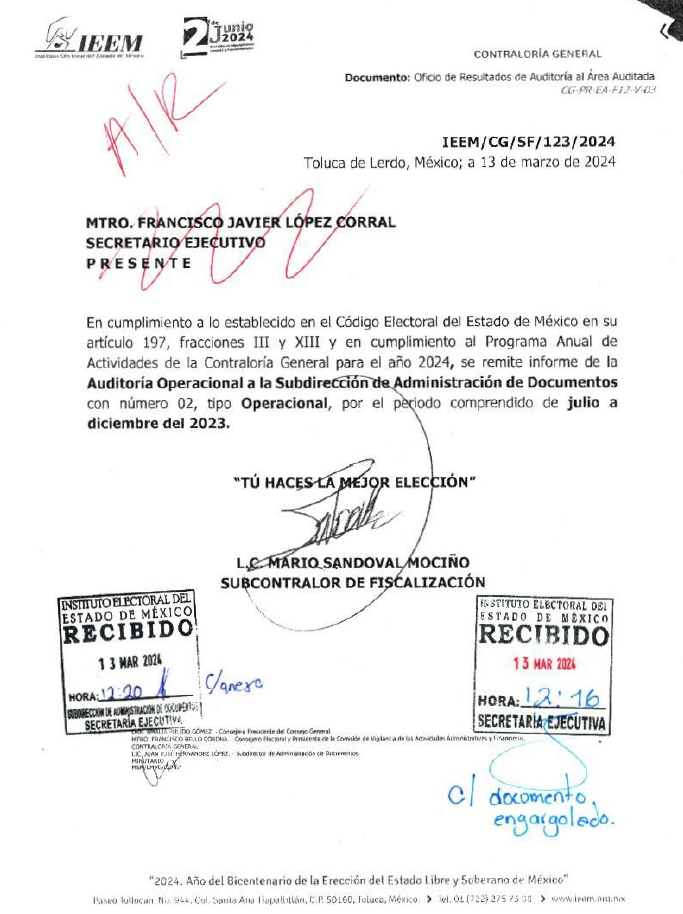 IEEM
Instituto Electoral del Estado de México
2 de Junio
2024
CONTRALORÍA GENERAL
Documento: Oficio de Resultados de Auditoría al Área Auditada
CG-PR-EA-F12-V-03
A/R
IEEM/CG/SF/123/2024
Toluca de Lerdo, México; a 13 de marzo de 2024
MTRO. FRANCISCO JAVIER LÓPEZ CORRAL
SECRETARIO EJECUTIVO
P R E S E N T E
En cumplimiento a lo establecido en el Código Electoral del Estado de México en su
artículo 197, fracciones III y XIII y en cumplimiento al Programa Anual de
Actividades de la Contraloría General para el año 2024, se remite informe de la
Auditoría Operacional a la Subdirección de Administración de Documentos
con número 02, tipo Operacional, por el periodo comprendido de julio a
diciembre del 2023.
"TÚ HACES LA MEJOR ELECCIÓN"
L.C. MARIO SANDOVAL MOCIÑO
SUBCONTRALOR DE FISCALIZACIÓN
INSTITUTO ELECTORAL DEL
ESTADO DE MÉXICO
RECIBIDO
13 MAR 2024
HORA: 12:20
SUBDIRECCIÓN DE ADMINISTRACIÓN DE DOCUMENTOS
SECRETARÍA EJECUTIVA
C/anexo
INSTITUTO ELECTORAL DEL
ESTADO DE MÉXICO
RECIBIDO
13 MAR 2024
HORA: 12:16
SECRETARÍA EJECUTIVA
PULIDO GÓMEZ. - Consejera Presidenta del Consejo General.
MTRO. FRANCISCO BELLO CORONA. - Consejero Electoral y Presidente de la Comisión de Vigilancia de las Actividades Administrativas y Financieras.
CONTRALORÍA GENERAL
LIC. JUAN JOSÉ HERNÁNDEZ LÓPEZ. - Subdirector de Administración de Documentos.
MINUTARIO
C/ documento
engargolado.
"2024. Año del Bicentenario de la Erección del Estado Libre y Soberano de México"
Paseo Tollocan No. 944, Col. Santa Ana Tlapaltitlán, C.P. 50160, Toluca, México. > Tel. 01 (722) 275 73 00 > www.ieem.org.mx